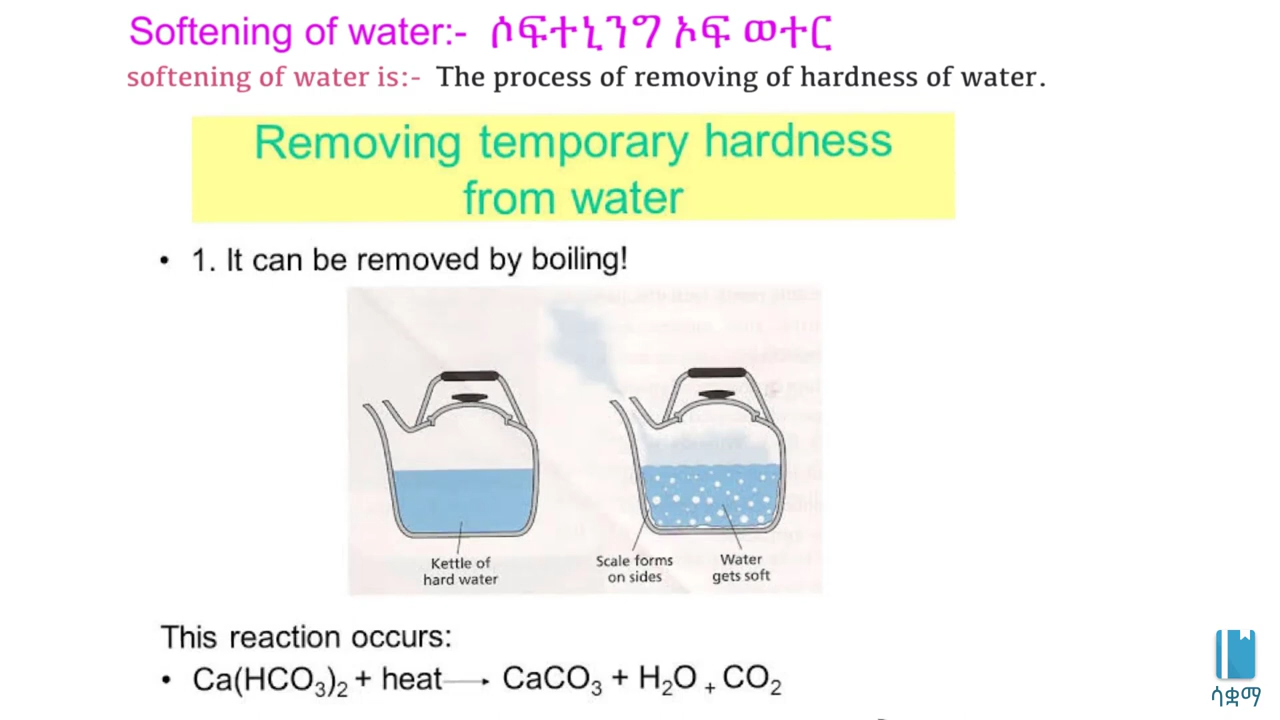 Softening of water:- ሶፍተኒንግ ኦፍ ወተር
softening of water is:- The process of removing of hardness of water.
Removing temporary hardness
from water
• 1. It can be removed by boiling!
Kettle of
hard water
Scale forms
on sides
Water
gets soft
This reaction occurs:
• Ca(HCO₃)₂ + heat → CaCO₃ + H₂O + CO₂
ሳቋማ